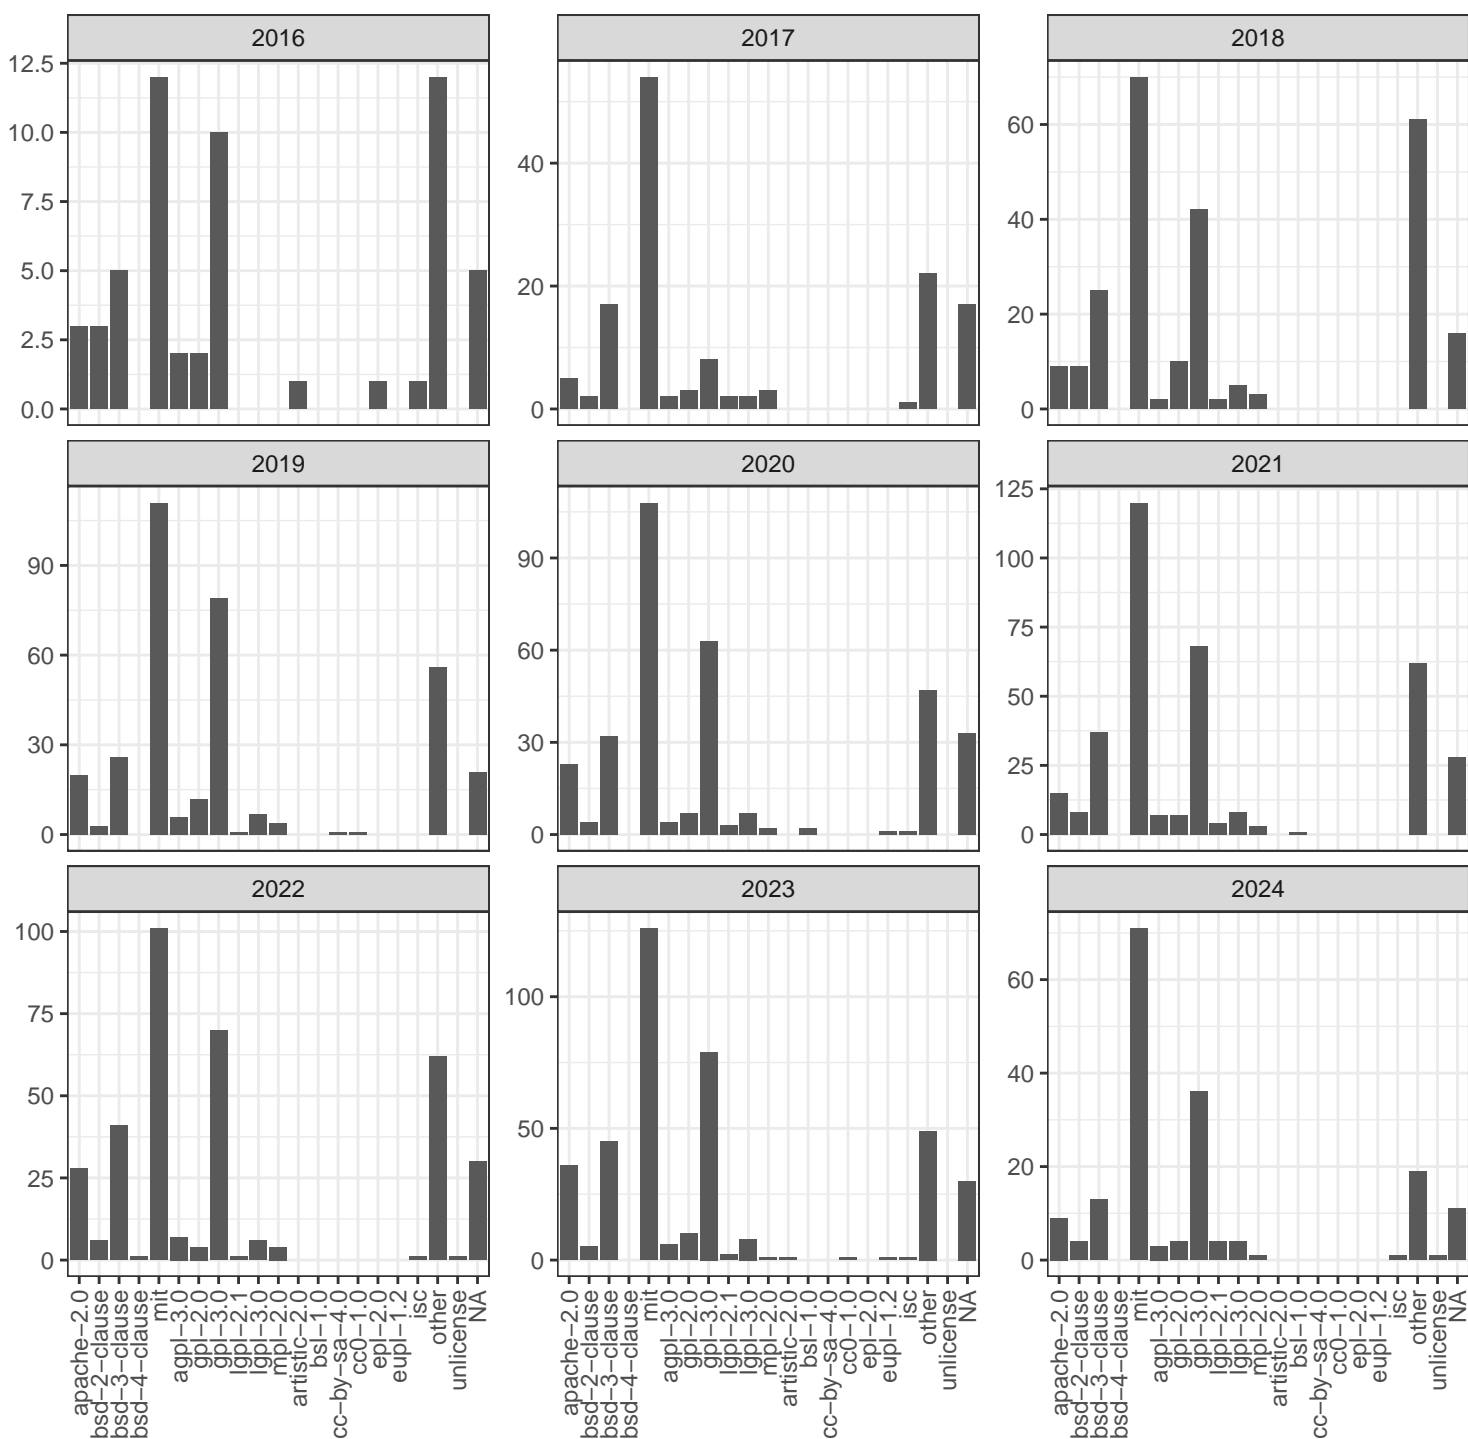 2016
2017
2018
12.5
10.0
7.5
5.0
2.5
0.0
40
20
0
60
40
20
0
2019
2020
2021
90
60
30
0
90
60
30
0
125
100
75
50
25
0
2022
2023
2024
100
75
50
25
0
100
50
0
60
40
20
0
apache−2.0
bsd−2−clause
bsd−3−clause
bsd−4−clause
mit
agpl−3.0
gpl−2.0
gpl−3.0
lgpl−2.1
lgpl−3.0
mpl−2.0
artistic−2.0
bsl−1.0
cc−by−sa−4.0
cc0−1.0
epl−2.0
eupl−1.2
isc
other
unlicense
NA
apache−2.0
bsd−2−clause
bsd−3−clause
bsd−4−clause
mit
agpl−3.0
gpl−2.0
gpl−3.0
lgpl−2.1
lgpl−3.0
mpl−2.0
artistic−2.0
bsl−1.0
cc−by−sa−4.0
cc0−1.0
epl−2.0
eupl−1.2
isc
other
unlicense
NA
apache−2.0
bsd−2−clause
bsd−3−clause
bsd−4−clause
mit
agpl−3.0
gpl−2.0
gpl−3.0
lgpl−2.1
lgpl−3.0
mpl−2.0
artistic−2.0
bsl−1.0
cc−by−sa−4.0
cc0−1.0
epl−2.0
eupl−1.2
isc
other
unlicense
NA